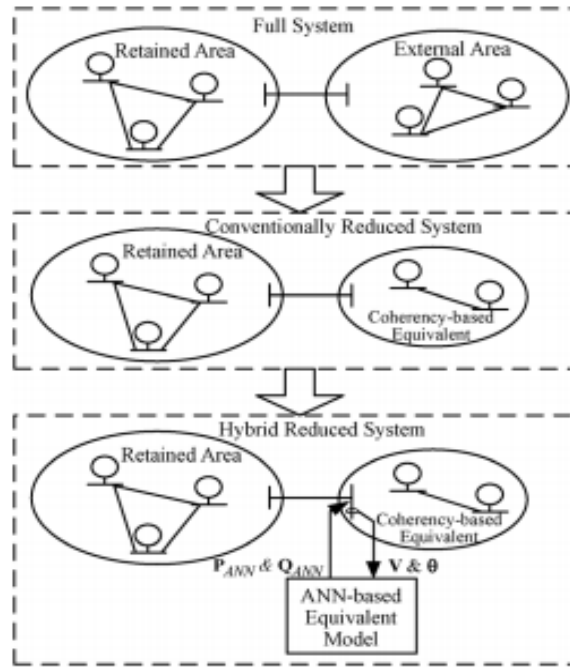 Full System
Retained Area
External Area
Conventionally Reduced System
Retained Area
Coherency-based
Equivalent
Hybrid Reduced System
Retained Area
Coherency-based
Equivalent
P_ANN & Q_ANN
V & θ
ANN-based
Equivalent
Model